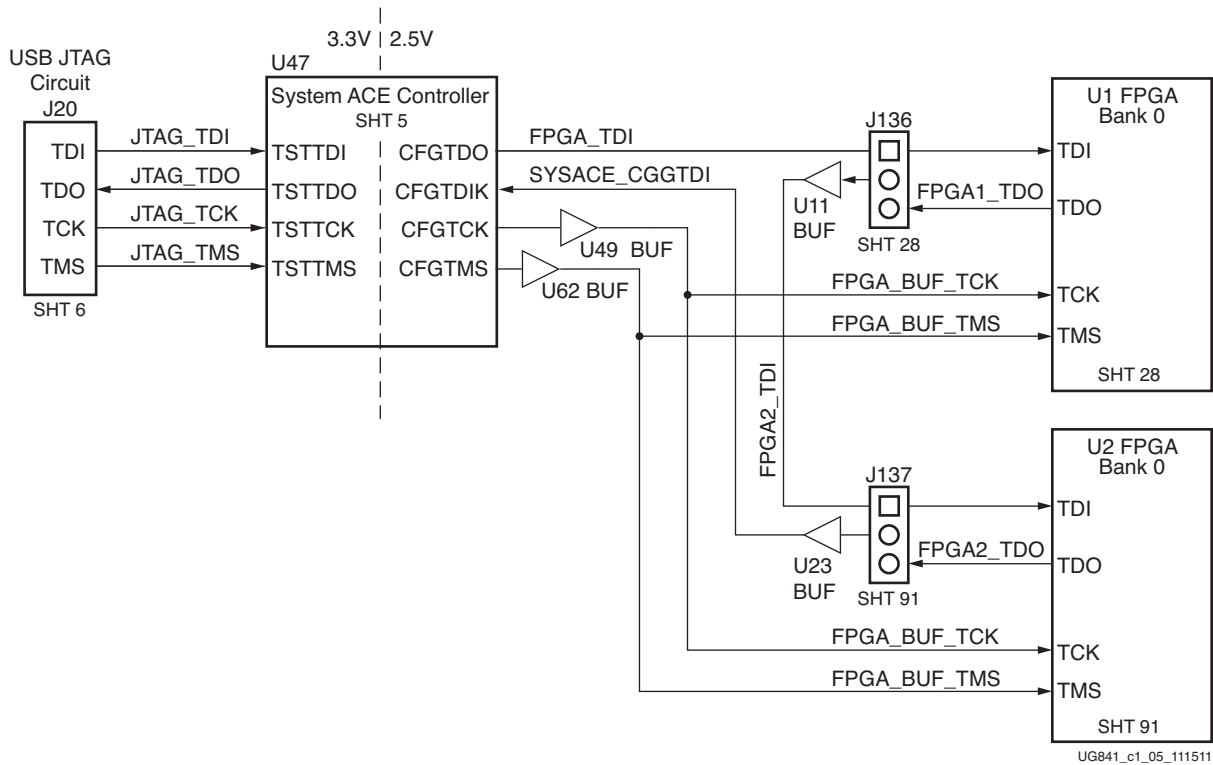 3.3V
2.5V
USB JTAG
Circuit
J20
TDI
TDO
TCK
TMS
SHT 6
JTAG_TDI
JTAG_TDO
JTAG_TCK
JTAG_TMS
U47
System ACE Controller
SHT 5
TSTTDI
TSTTDO
TSTTCK
TSTTMS
CFGTDO
CFGTDIK
CFGTCK
CFGTMS
FPGA_TDI
SYSACE_CGGTDI
U49 BUF
U62 BUF
J136
U11
BUF
SHT 28
FPGA1_TDO
FPGA_BUF_TCK
FPGA_BUF_TMS
U1 FPGA
Bank 0
TDI
TDO
TCK
TMS
SHT 28
FPGA2_TDI
J137
U23
BUF
SHT 91
FPGA2_TDO
FPGA_BUF_TCK
FPGA_BUF_TMS
U2 FPGA
Bank 0
TDI
TDO
TCK
TMS
SHT 91
UG841_c1_05_111511